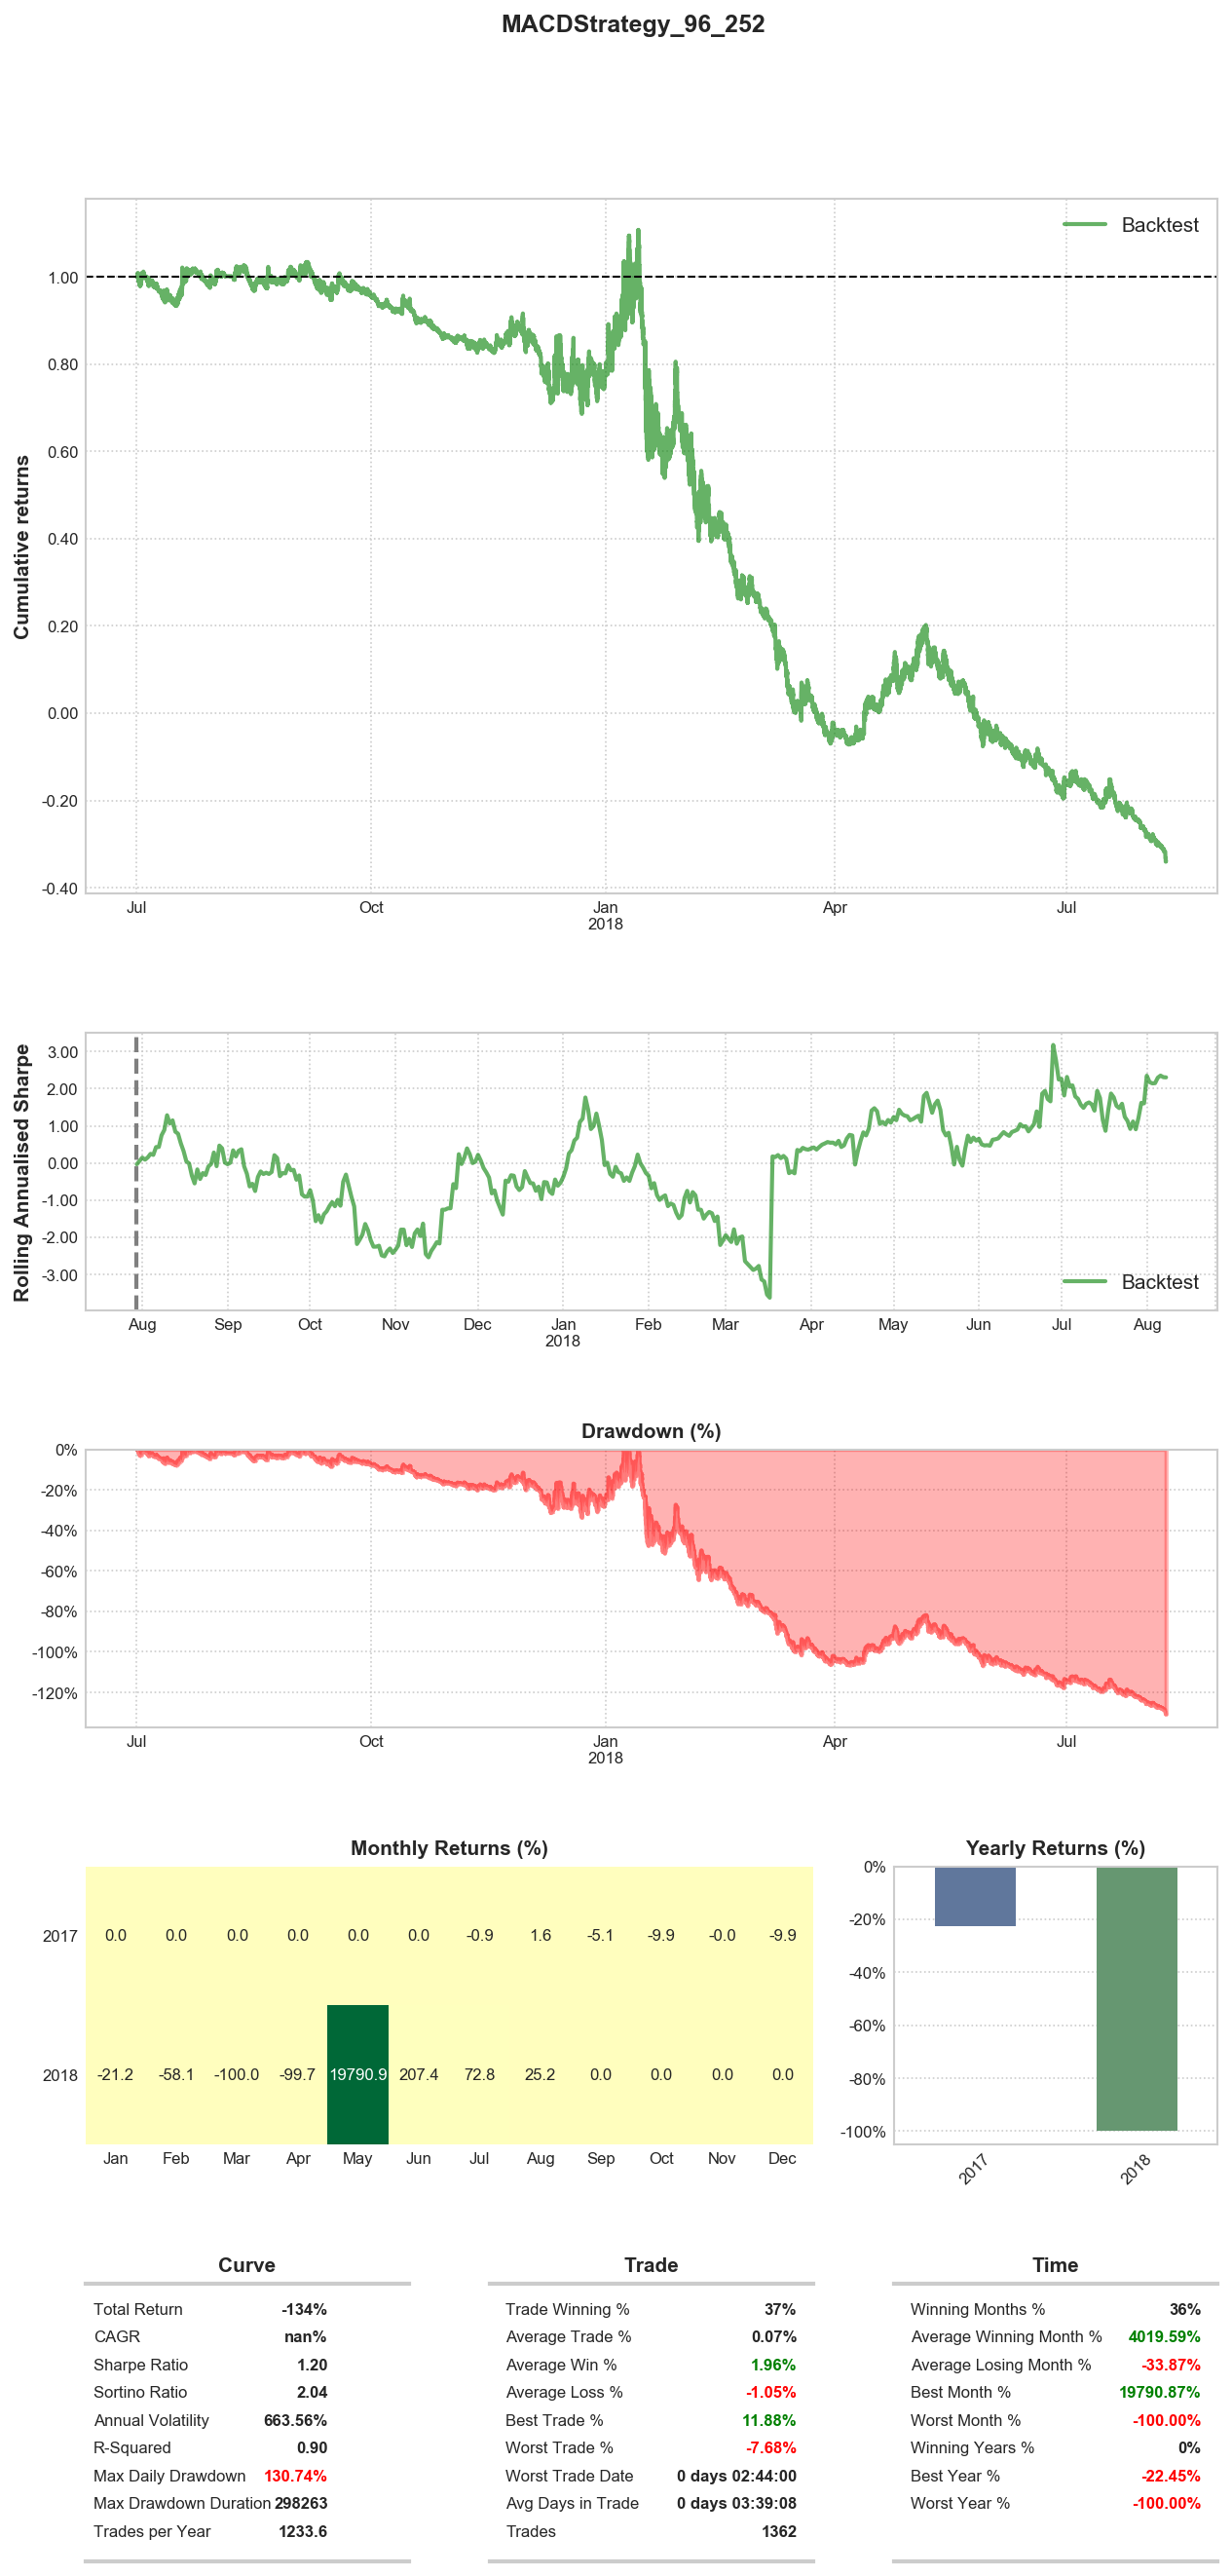 MACDStrategy_96_252
Backtest
Cumulative returns
1.00
0.80
0.60
0.40
0.20
0.00
-0.20
-0.40
Jul Oct Jan Apr Jul
2018
Rolling Annualised Sharpe
3.00
2.00
1.00
0.00
-1.00
-2.00
-3.00
Backtest
Aug Sep Oct Nov Dec Jan Feb Mar Apr May Jun Jul Aug
2018
Drawdown (%)
0%
-20%
-40%
-60%
-80%
-100%
-120%
Jul Oct Jan Apr Jul
2018
Monthly Returns (%)
2017 0.0 0.0 0.0 0.0 0.0 0.0 -0.9 1.6 -5.1 -9.9 -0.0 -9.9
2018 -21.2 -58.1 -100.0 -99.7 19790.9 207.4 72.8 25.2 0.0 0.0 0.0 0.0
Jan Feb Mar Apr May Jun Jul Aug Sep Oct Nov Dec
Yearly Returns (%)
0%
-20%
-40%
-60%
-80%
-100%
2017 2018
Curve
Total Return -134%
CAGR nan%
Sharpe Ratio 1.20
Sortino Ratio 2.04
Annual Volatility 663.56%
R-Squared 0.90
Max Daily Drawdown 130.74%
Max Drawdown Duration 298263
Trades per Year 1233.6
Trade
Trade Winning % 37%
Average Trade % 0.07%
Average Win % 1.96%
Average Loss % -1.05%
Best Trade % 11.88%
Worst Trade % -7.68%
Worst Trade Date 0 days 02:44:00
Avg Days in Trade 0 days 03:39:08
Trades 1362
Time
Winning Months % 36%
Average Winning Month % 4019.59%
Average Losing Month % -33.87%
Best Month % 19790.87%
Worst Month % -100.00%
Winning Years % 0%
Best Year % -22.45%
Worst Year % -100.00%